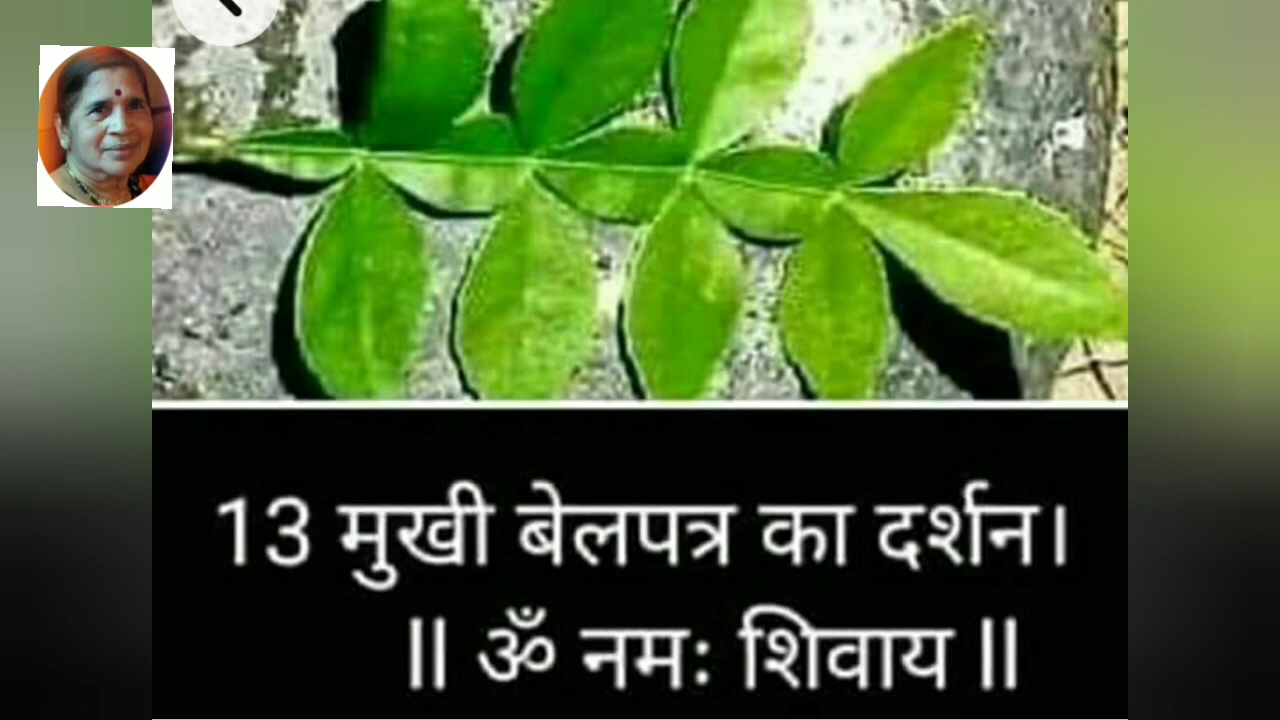 13 मुखी बेलपत्र का दर्शन।
॥ ॐ नमः शिवाय ॥